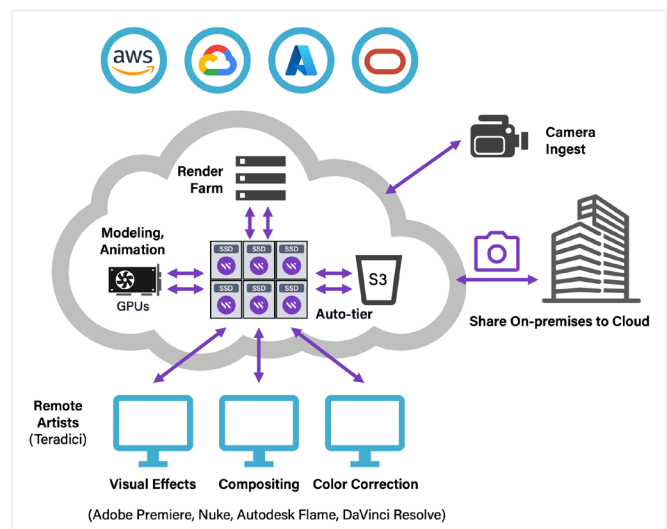 aws
Render
Farm
Camera
Ingest
Modeling,
Animation
GPUs
SSD SSD SSD
SSD SSD SSD
S3
Auto-tier
Share On-premises to Cloud
Remote
Artists
(Teradici)
Visual Effects Compositing Color Correction
(Adobe Premiere, Nuke, Autodesk Flame, DaVinci Resolve)